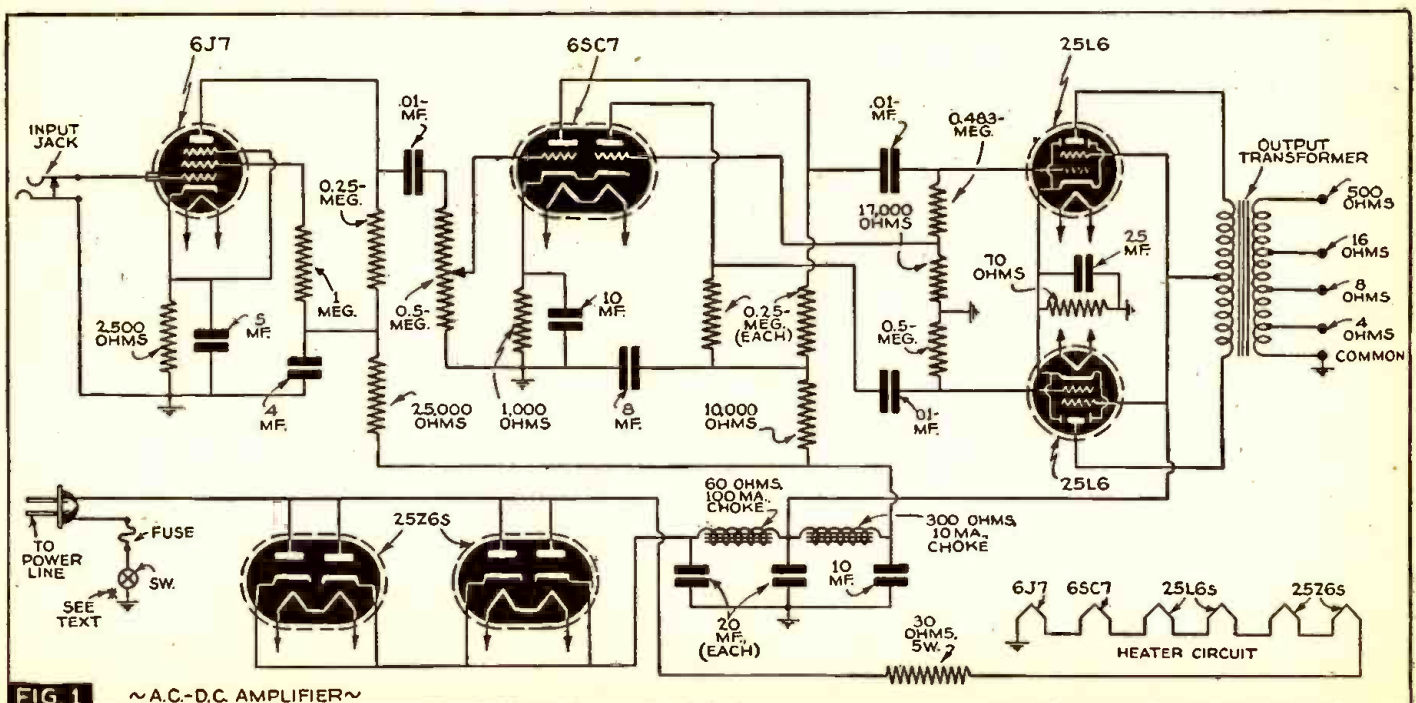 6J7
6SC7
25L6
INPUT
JACK
.01-
MF.
.01-
MF.
0.483-
MEG.
OUTPUT
TRANSFORMER
500
OHMS
0.25-
MEG.
17,000
OHMS
25
MF.
16
OHMS
70
OHMS
8
OHMS
2,500
OHMS
5
MF.
1
MEG.
0.5-
MEG.
10
MF.
0.25-
MEG.
(EACH)
0.5-
MEG.
4
OHMS
COMMON
4
MF.
25,000
OHMS
1,000
OHMS
8
MF.
10,000
OHMS
.01-
MF.
25L6
TO
POWER
LINE
FUSE
SW.
SEE
TEXT
25Z6S
60 OHMS,
100 MA.,
CHOKE
300 OHMS,
10 MA.,
CHOKE
10
MF.
20
MF.,
(EACH)
30
OHMS,
5W.
6J7
6SC7
25L6S
25Z6S
HEATER CIRCUIT
FIG. 1
~A.C.-D.C. AMPLIFIER~